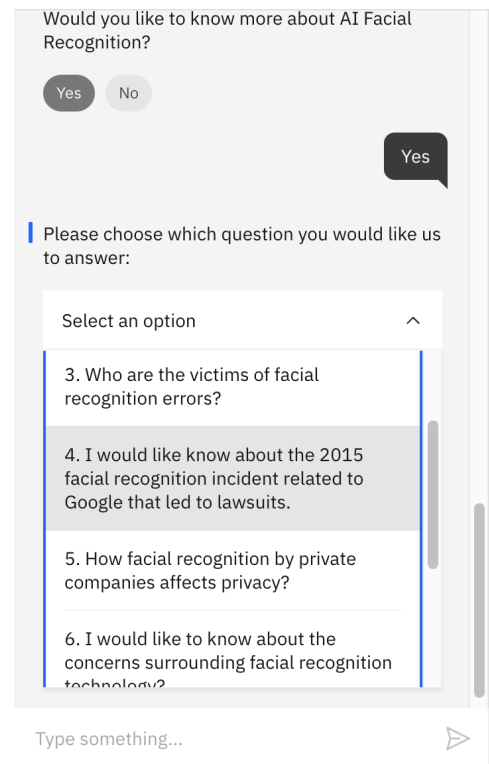 Would you like to know more about AI Facial
Recognition?
Yes
No
Yes
Please choose which question you would like us
to answer:
Select an option
3. Who are the victims of facial
recognition errors?
4. I would like know about the 2015
facial recognition incident related to
Google that led to lawsuits.
5. How facial recognition by private
companies affects privacy?
6. I would like to know about the
concerns surrounding facial recognition
technology?
Type something...